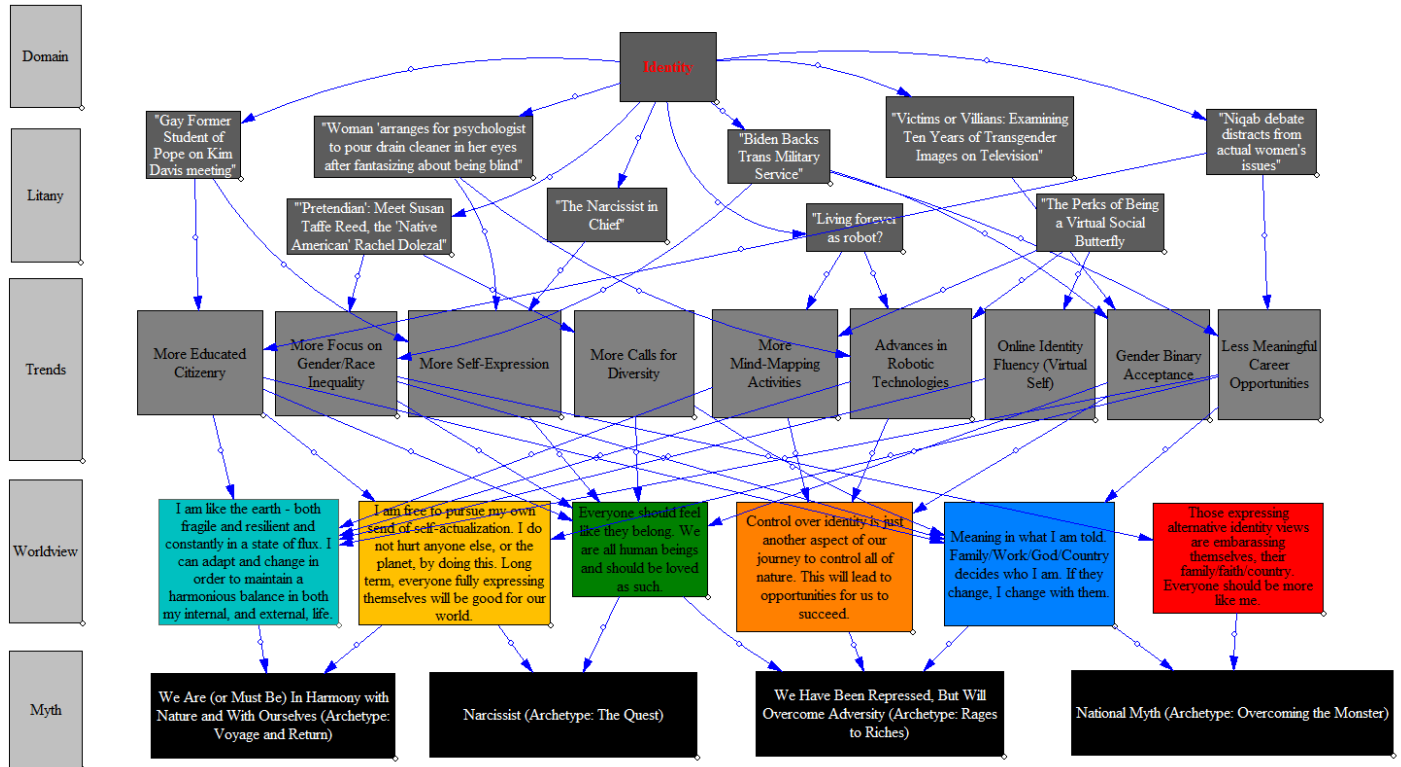 Domain
Identity
"Gay Former
Student of
Pope on Kim
Davis meeting"
"Woman 'arranges for psychologist
to pour drain cleaner in her eyes
after fantasizing about being blind"
"Biden Backs
Trans Military
Service"
"Victims or Villians: Examining
Ten Years of Transgender
Images on Television"
"Niqab debate
distracts from
actual women's
issues"
Litany
"'Pretendian': Meet Susan
Taffe Reed, the 'Native
American' Rachel Dolezal"
"The Narcissist in
Chief"
"Living forever
as robot?
"The Perks of Being
a Virtual Social
Butterfly
Trends
More Educated
Citizenry
More Focus on
Gender/Race
Inequality
More Self-Expression
More Calls for
Diversity
More
Mind-Mapping
Activities
Advances in
Robotic
Technologies
Online Identity
Fluency (Virtual
Self)
Gender Binary
Acceptance
Less Meaningful
Career
Opportunities
Worldview
I am like the earth - both
fragile and resilient and
constantly in a state of flux. I
can adapt and change in
order to maintain a
harmonious balance in both
my internal, and external, life.
I am free to pursue my own
send of-self-actualization. I do
not hurt anyone else, or the
planet, by doing this. Long
term, everyone fully expressing
themselves will be good for our
world.
Everyone should feel
like they belong. We
are all human beings
and should be loved
as such.
Control over identity is just
another aspect of our
journey to control all of
nature. This will lead to
opportunities for us to
succeed.
Meaning in what I am told.
Family/Work/God/Country
decides who I am. If they
change, I change with them.
Those expressing
alternative identity views
are embarassing
themselves, their
family/faith/country.
Everyone should be more
like me.
Myth
We Are (or Must Be) In Harmony with
Nature and With Ourselves (Archetype:
Voyage and Return)
Narcissist (Archetype: The Quest)
We Have Been Repressed, But Will
Overcome Adversity (Archetype: Rages
to Riches)
National Myth (Archetype: Overcoming the Monster)